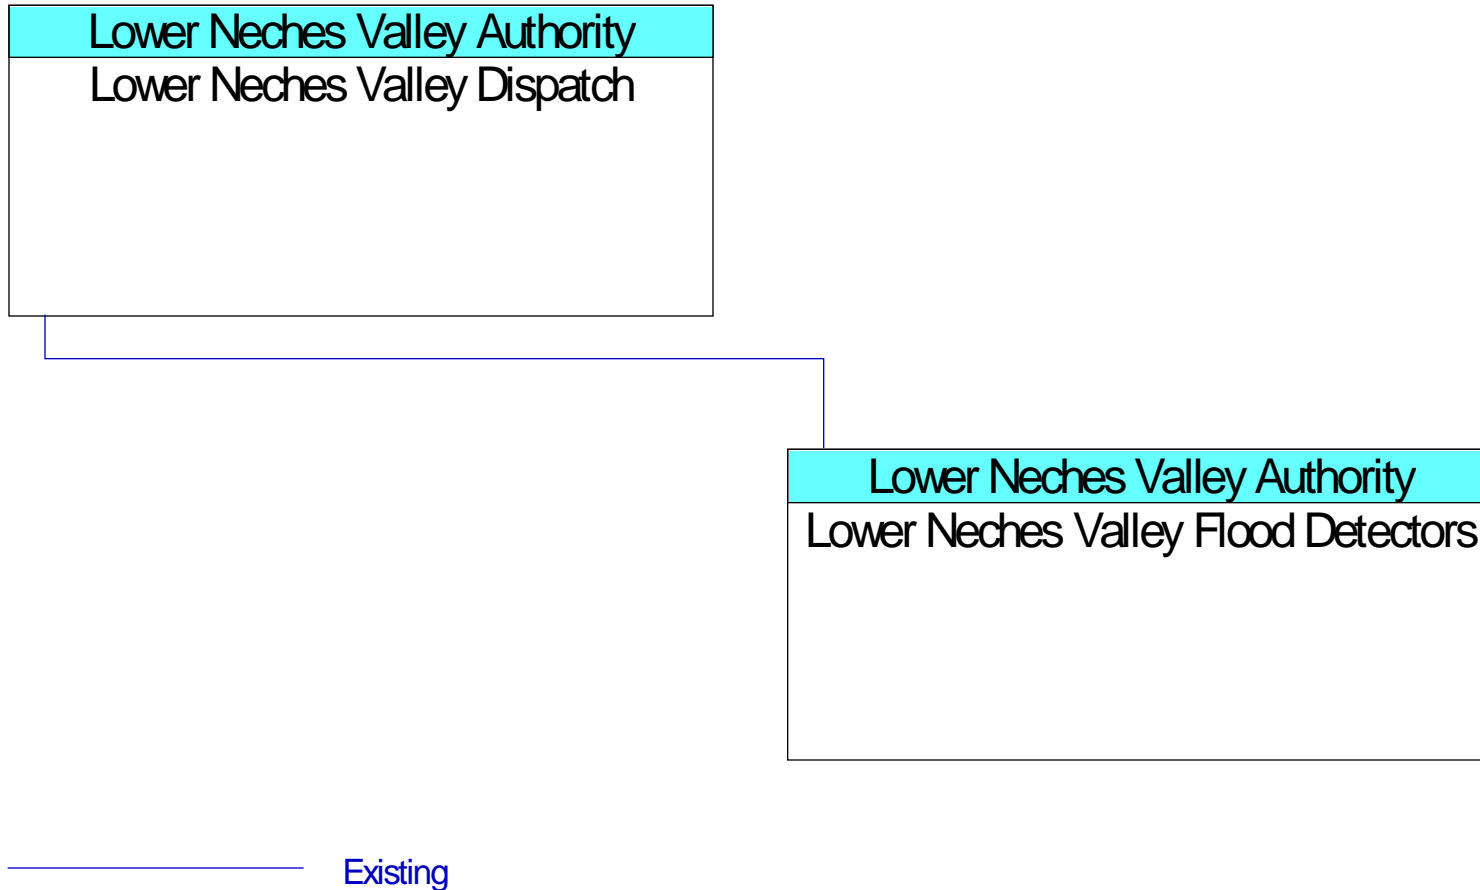 Lower Neches Valley Authority
Lower Neches Valley Dispatch
Lower Neches Valley Authority
Lower Neches Valley Flood Detectors
Existing